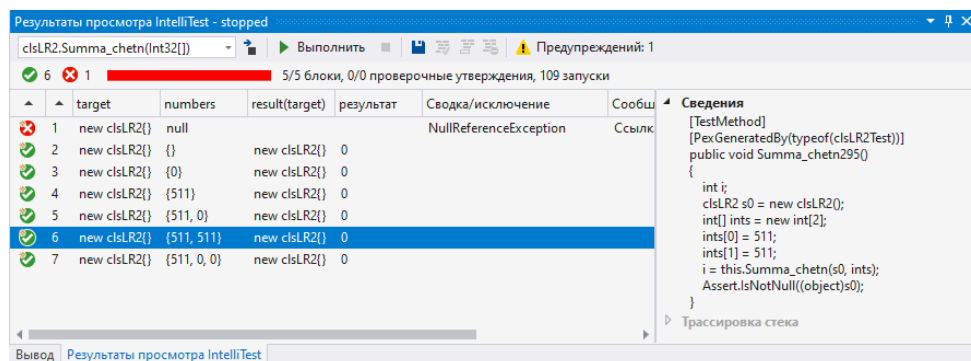 Результаты просмотра IntelliTest - stopped
clsLR2.Summa_chetn(Int32[]) Выполнить Предупреждений: 1
6 1 5/5 блоки, 0/0 проверочные утверждения, 109 запуски
target numbers result(target) результат Сводка/исключение Сообщ
1 new clsLR2{} null NullReferenceException Ссылк
2 new clsLR2{} {} new clsLR2{} 0
3 new clsLR2{} {0} new clsLR2{} 0
4 new clsLR2{} {511} new clsLR2{} 0
5 new clsLR2{} {511, 0} new clsLR2{} 0
6 new clsLR2{} {511, 511} new clsLR2{} 0
7 new clsLR2{} {511, 0, 0} new clsLR2{} 0
Сведения
[TestMethod]
[PexGeneratedBy(typeof(clsLR2Test))]
public void Summa_chetn295()
{
int i;
clsLR2 s0 = new clsLR2();
int[] ints = new int[2];
ints[0] = 511;
ints[1] = 511;
i = this.Summa_chetn(s0, ints);
Assert.IsNotNull((object)s0);
}
Трассировка стека
Вывод Результаты просмотра IntelliTest